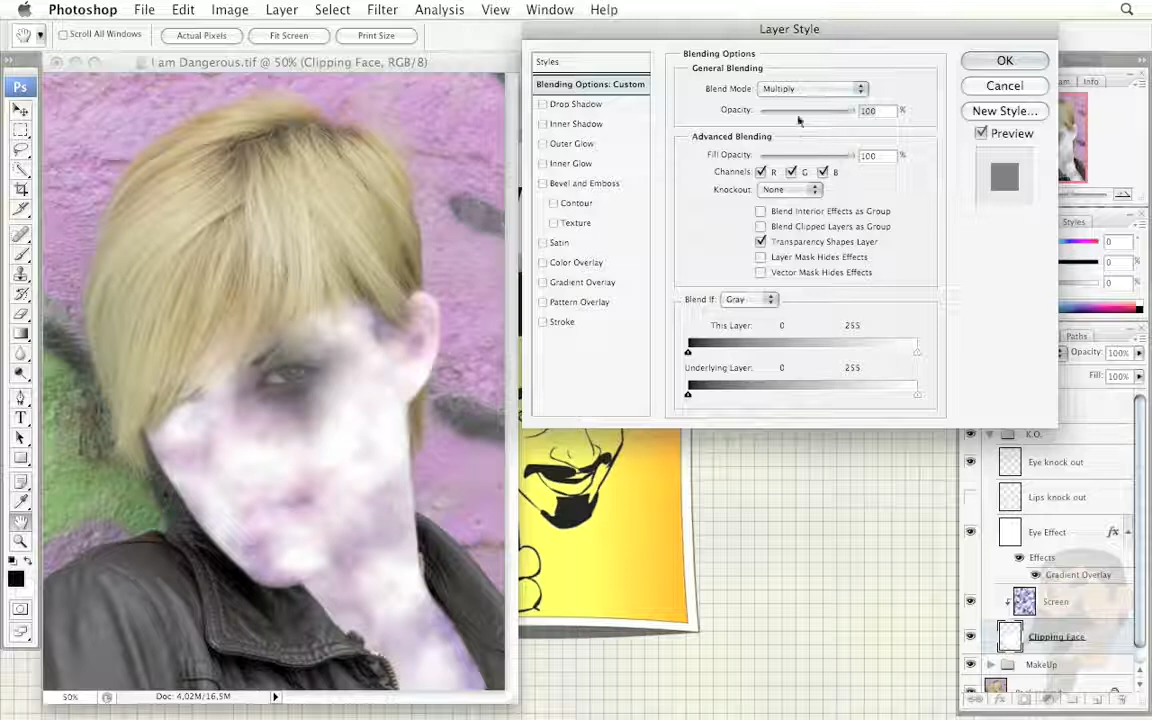 Photoshop File Edit Image Layer Select Filter Analysis View Window Help
Scroll All Windows Actual Pixels Fit Screen Print Size
I am Dangerous.tif @ 50% (Clipping Face, RGB/8)
Layer Style
Styles
Blending Options: Custom
Drop Shadow
Inner Shadow
Outer Glow
Inner Glow
Bevel and Emboss
Contour
Texture
Satin
Color Overlay
Gradient Overlay
Pattern Overlay
Stroke
Blending Options
General Blending
Blend Mode: Multiply
Opacity: 100 %
Advanced Blending
Fill Opacity: 100 %
Channels: R G B
Knockout: None
Blend Interior Effects as Group
Blend Clipped Layers as Group
Transparency Shapes Layer
Layer Mask Hides Effects
Vector Mask Hides Effects
Blend If: Gray
This Layer: 0 255
Underlying Layer: 0 255
OK
Cancel
New Style...
Preview
Info
Styles
0
0
0
Paths
Opacity: 100%
Fill: 100%
K.O.
Eye knock out
Lips knock out
Eye Effect fx
Effects
Gradient Overlay
Screen
Clipping Face
MakeUp
Ps
T
50% Doc: 4,02M/16,5M